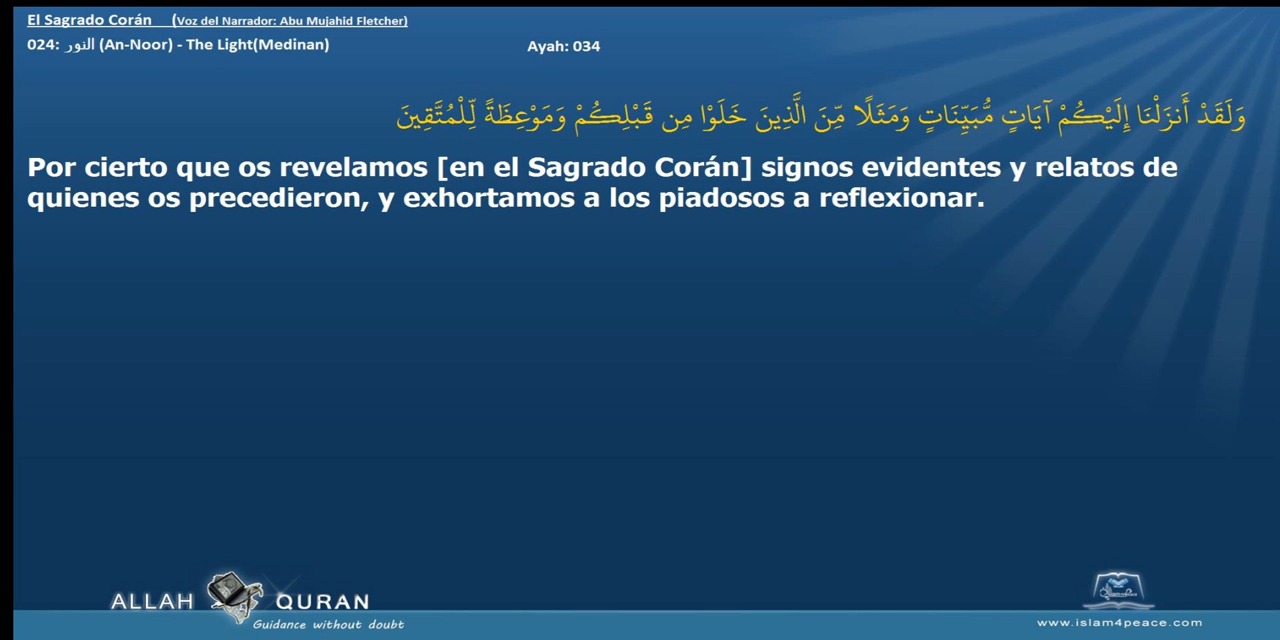 El Sagrado Corán (Voz del Narrador: Abu Mujahid Fletcher)
024: النور (An-Noor) - The Light(Medinan) Ayah: 034
وَلَقَدْ أَنزَلْنَا إِلَيْكُمْ آيَاتٍ مُّبَيِّنَاتٍ وَمَثَلًا مِّنَ الَّذِينَ خَلَوْا مِن قَبْلِكُمْ وَمَوْعِظَةً لِّلْمُتَّقِينَ
Por cierto que os revelamos [en el Sagrado Corán] signos evidentes y relatos de
quienes os precedieron, y exhortamos a los piadosos a reflexionar.
ALLAH QURAN
Guidance without doubt
www.islam4peace.com